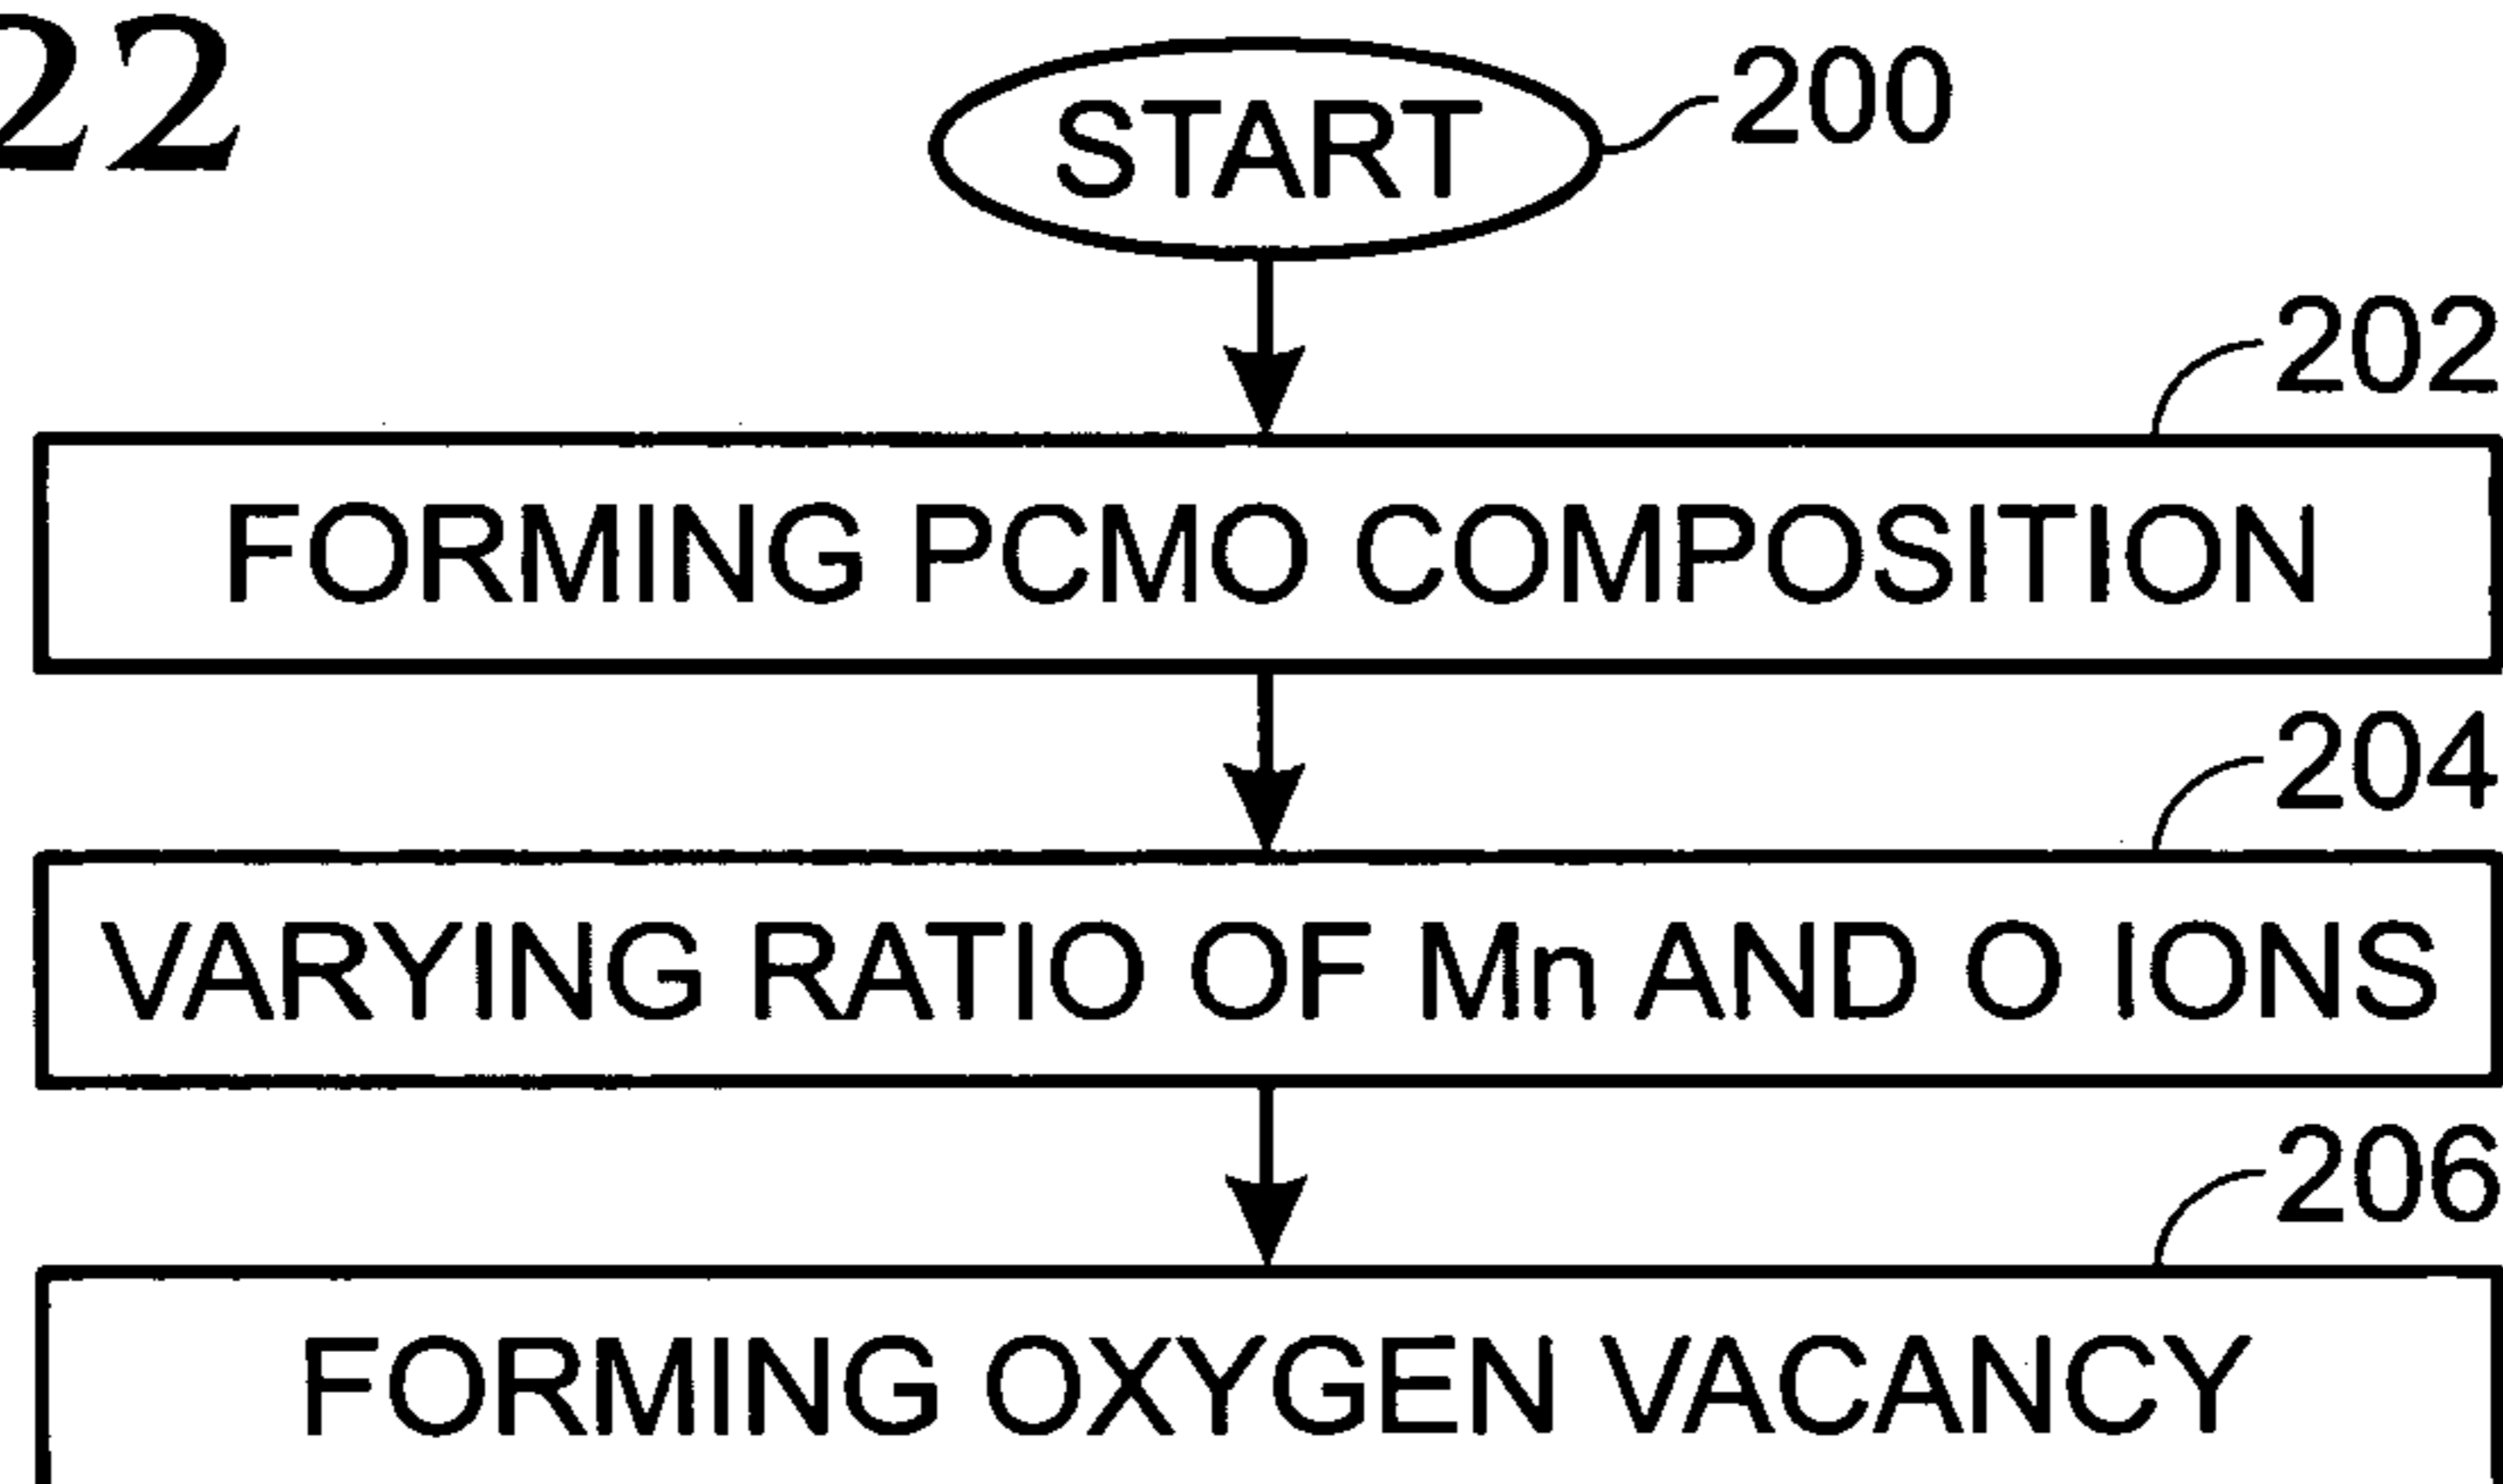 22
START
200
202
FORMING PCMO COMPOSITION
204
VARYING RATIO OF Mn AND O IONS
206
FORMING OXYGEN VACANCY